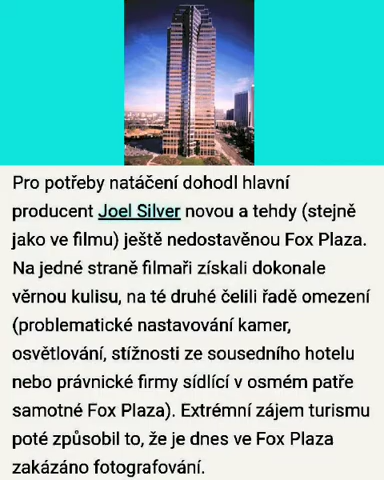 Pro potřeby natáčení dohodl hlavní
producent Joel Silver novou a tehdy (stejně
jako ve filmu) ještě nedostavěnou Fox Plaza.
Na jedné straně filmaři získali dokonale
věrnou kulisu, na té druhé čelili řadě omezení
(problematické nastavování kamer,
osvětlování, stížnosti ze sousedního hotelu
nebo právnické firmy sídlící v osmém patře
samotné Fox Plaza). Extrémní zájem turismu
poté způsobil to, že je dnes ve Fox Plaza
zakázáno fotografování.